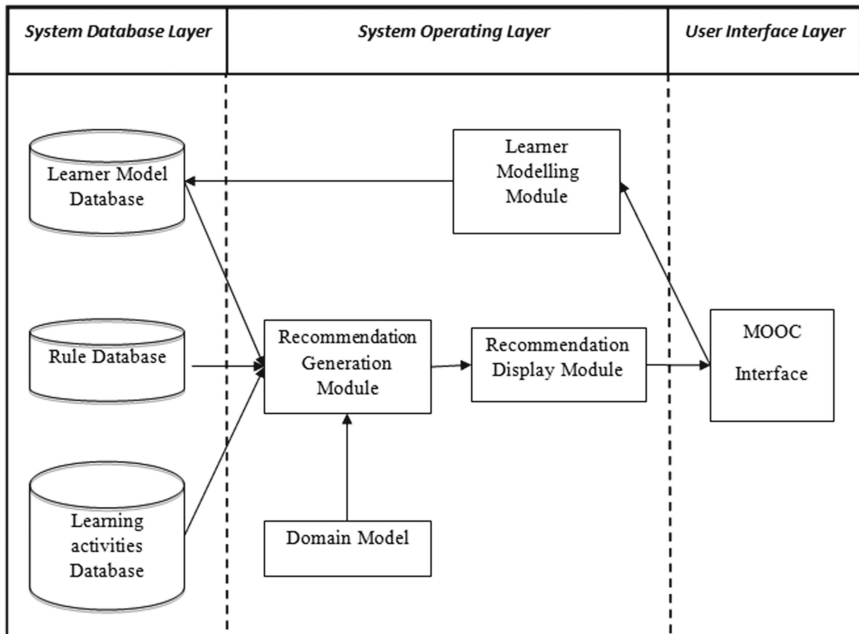 System Database Layer
System Operating Layer
User Interface Layer
Learner Model
Database
Learner
Modelling
Module
Rule Database
Recommendation
Generation
Module
Recommendation
Display Module
MOOC
Interface
Learning
activities
Database
Domain Model